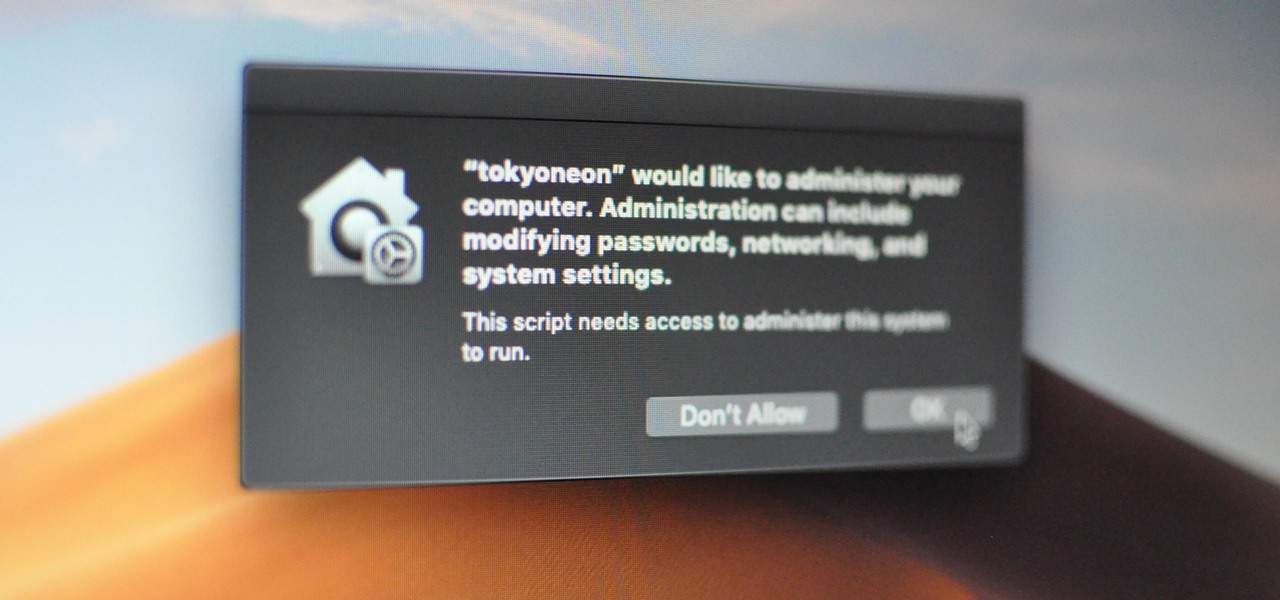 “tokyoneon” would like to administer your
computer. Administration can include
modifying passwords, networking, and
system settings.
This script needs access to administer this system
to run.
Don’t Allow
OK